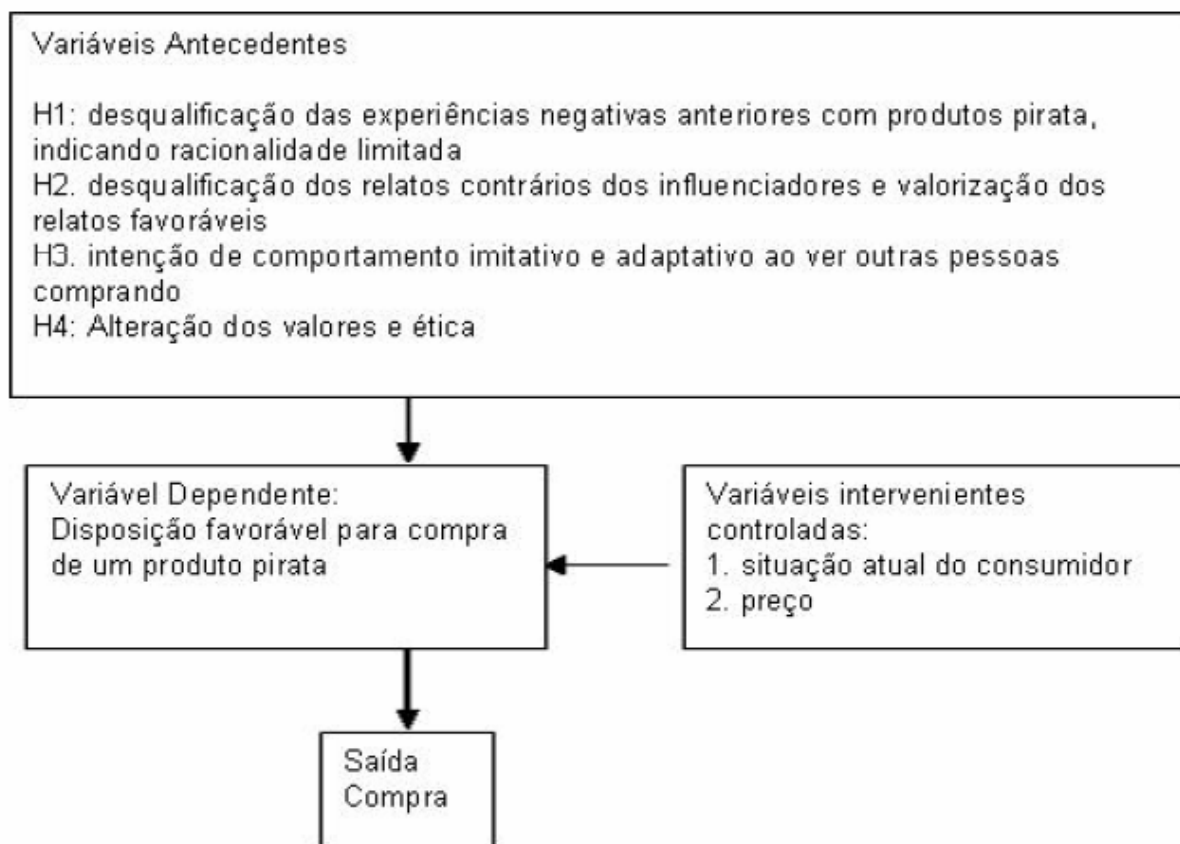 Variáveis Antecedentes
H1: desqualificação das experiências negativas anteriores com produtos pirata,
indicando racionalidade limitada
H2. desqualificação dos relatos contrários dos influenciadores e valorização dos
relatos favoráveis
H3. intenção de comportamento imitativo e adaptativo ao ver outras pessoas
comprando
H4: Alteração dos valores e ética
Variável Dependente:
Disposição favorável para compra
de um produto pirata
Variáveis intervenientes
controladas:
1. situação atual do consumidor
2. preço
Saída
Compra